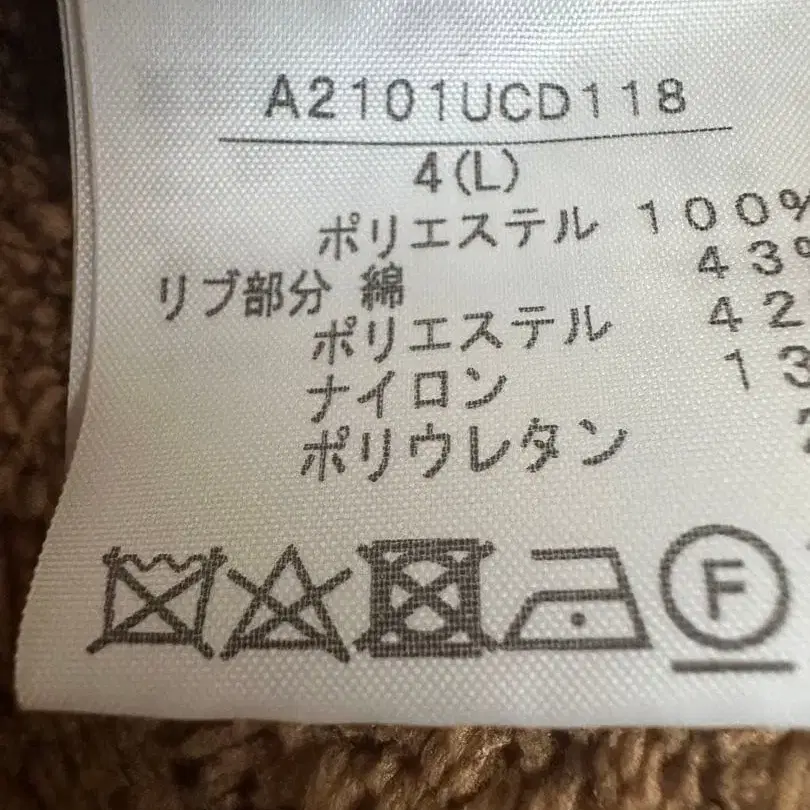 A2101UCD118
4(L)
ポリエステル 100%
リブ部分 綿 43%
ポリエステル 42
ナイロン 13
ポリウレタン
F